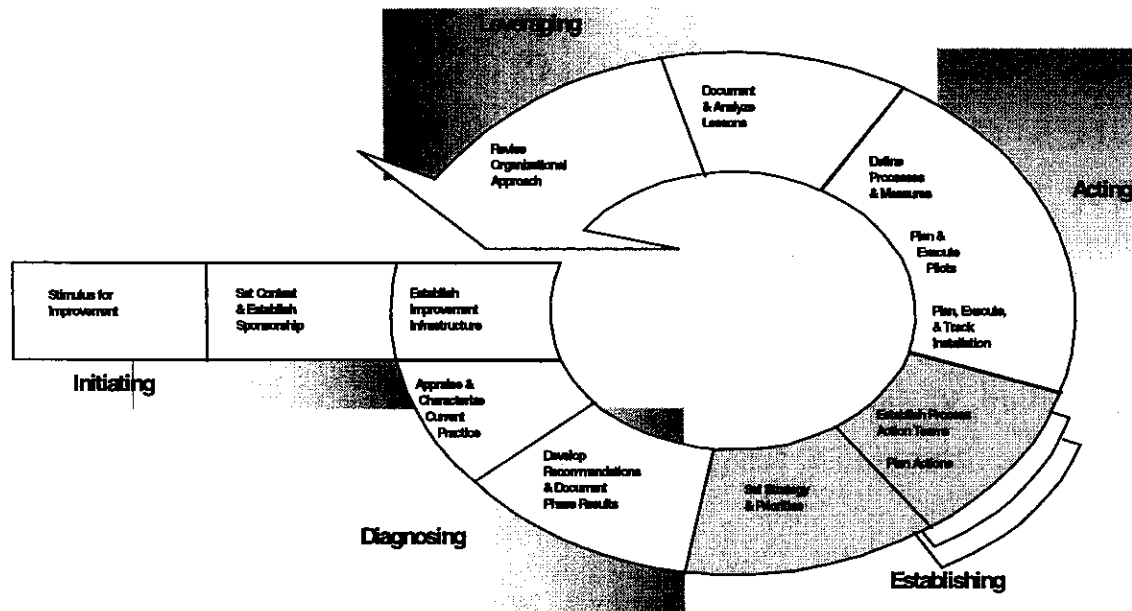 Leveraging
Document
& Analyze
Lessons
Revise
Organizational
Approach
Define
Processes
& Measures
Acting
Plan &
Execute
Pilots
Plan, Execute,
& Track
Installation
Stimulus for
Improvement
Set Context
& Establish
Sponsorship
Establish
Improvement
Infrastructure
Initiating
Appraise &
Characterize
Current
Practice
Develop
Recommendations
& Document
Phase Results
Diagnosing
Set Strategy
& Priorities
Establish Process
Action Teams
Plan Actions
Establishing